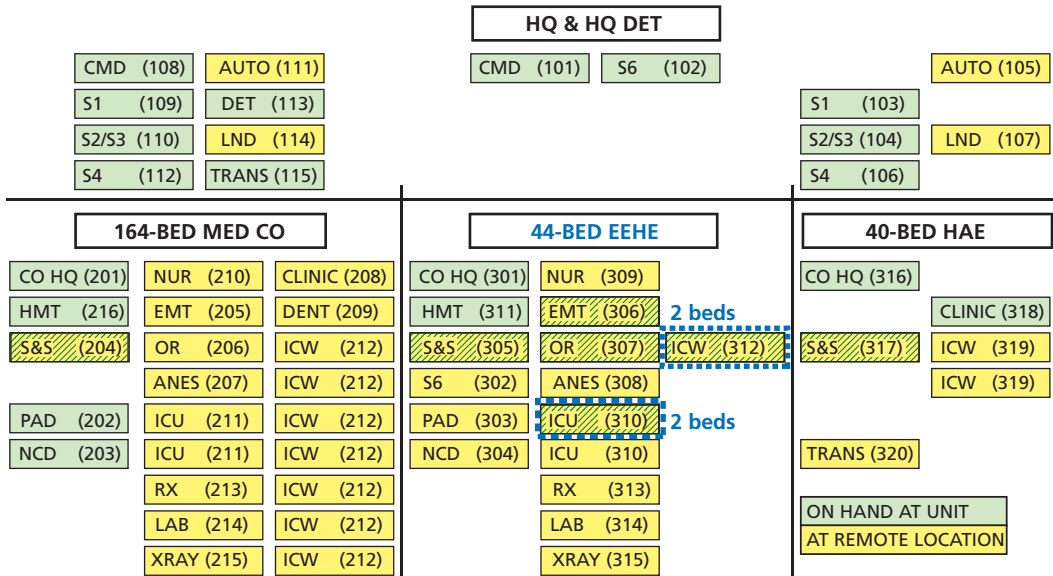 HQ & HQ DET
CMD (108) AUTO (111) CMD (101) S6 (102) AUTO (105)
S1 (109) DET (113) S1 (103)
S2/S3 (110) LND (114) S2/S3 (104) LND (107)
S4 (112) TRANS (115) S4 (106)
164-BED MED CO 44-BED EEHE 40-BED HAE
CO HQ (201) NUR (210) CLINIC (208) CO HQ (301) NUR (309) CO HQ (316)
HMT (216) EMT (205) DENT (209) HMT (311) EMT (306) 2 beds CLINIC (318)
S&S (204) OR (206) ICW (212) S&S (305) OR (307) ICW (312) S&S (317) ICW (319)
ANES (207) ICW (212) S6 (302) ANES (308) ICW (319)
PAD (202) ICU (211) ICW (212) PAD (303) ICU (310) 2 beds
NCD (203) ICU (211) ICW (212) NCD (304) ICU (310) TRANS (320)
RX (213) ICW (212) RX (313)
ON HAND AT UNIT
LAB (214) ICW (212) LAB (314)
AT REMOTE LOCATION
XRAY (215) ICW (212) XRAY (315)